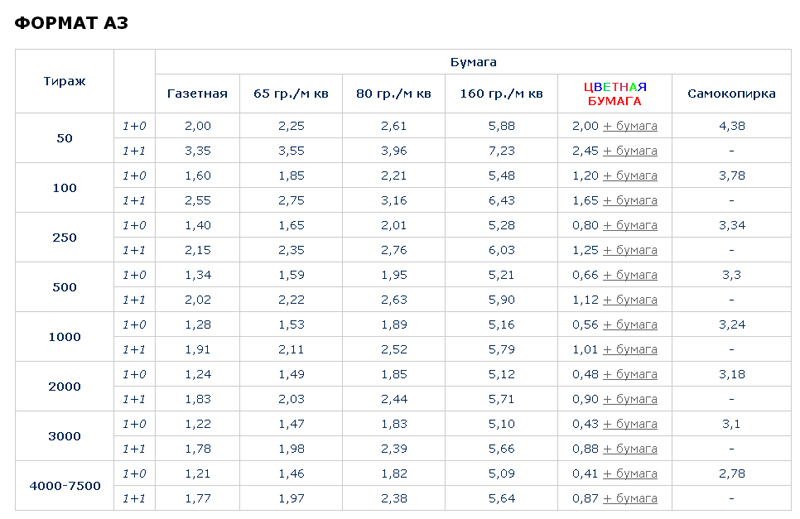 ФОРМАТ А3
Тираж Бумага
Газетная 65 гр./м кв 80 гр./м кв 160 гр./м кв ЦВЕТНАЯ БУМАГА Самокопирка
50 1+0 2,00 2,25 2,61 5,88 2,00 + бумага 4,38
1+1 3,35 3,55 3,96 7,23 2,45 + бумага -
100 1+0 1,60 1,85 2,21 5,48 1,20 + бумага 3,78
1+1 2,55 2,75 3,16 6,43 1,65 + бумага -
250 1+0 1,40 1,65 2,01 5,28 0,80 + бумага 3,34
1+1 2,15 2,35 2,76 6,03 1,25 + бумага -
500 1+0 1,34 1,59 1,95 5,21 0,66 + бумага 3,3
1+1 2,02 2,22 2,63 5,90 1,12 + бумага -
1000 1+0 1,28 1,53 1,89 5,16 0,56 + бумага 3,24
1+1 1,91 2,11 2,52 5,79 1,01 + бумага -
2000 1+0 1,24 1,49 1,85 5,12 0,48 + бумага 3,18
1+1 1,83 2,03 2,44 5,71 0,90 + бумага -
3000 1+0 1,22 1,47 1,83 5,10 0,43 + бумага 3,1
1+1 1,78 1,98 2,39 5,66 0,88 + бумага -
4000-7500 1+0 1,21 1,46 1,82 5,09 0,41 + бумага 2,78
1+1 1,77 1,97 2,38 5,64 0,87 + бумага -